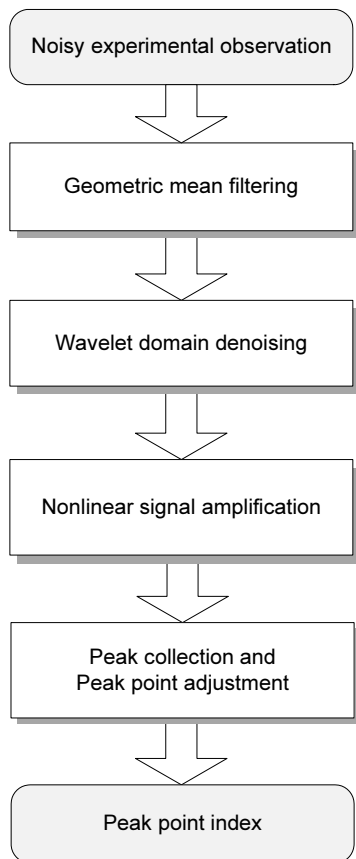 Noisy experimental observation
Geometric mean filtering
Wavelet domain denoising
Nonlinear signal amplification
Peak collection and
Peak point adjustment
Peak point index